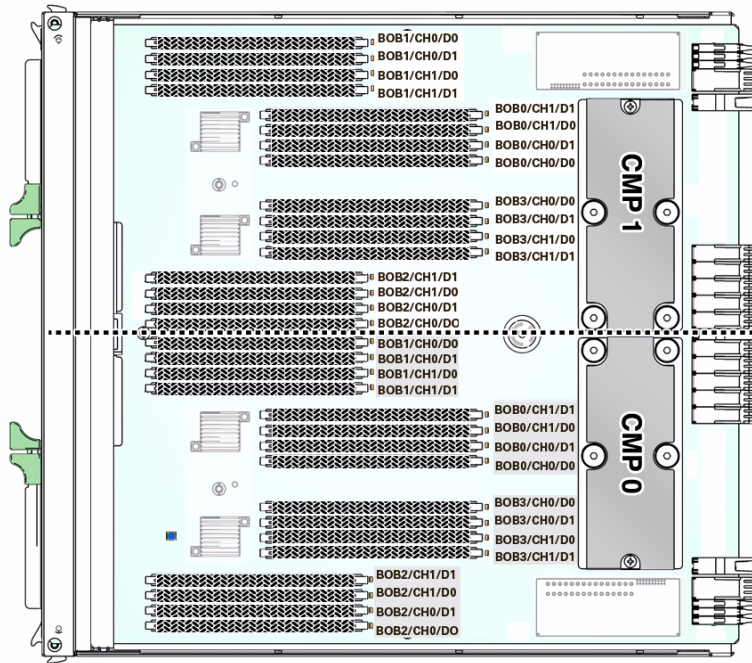 BOB1/CH0/D0
BOB1/CH0/D1
BOB1/CH1/D0
BOB1/CH1/D1
BOB0/CH1/D1
BOB0/CH1/D0
BOB0/CH0/D1
BOB0/CH0/D0
CMP 1
BOB3/CH0/D0
BOB3/CH0/D1
BOB3/CH1/D0
BOB3/CH1/D1
BOB2/CH1/D1
BOB2/CH1/D0
BOB2/CH0/D1
BOB2/CH0/DO
BOB1/CH0/D0
BOB1/CH0/D1
BOB1/CH1/D0
BOB1/CH1/D1
BOB0/CH1/D1
BOB0/CH1/D0
BOB0/CH0/D1
BOB0/CH0/D0
CMP 0
BOB3/CH0/D0
BOB3/CH0/D1
BOB3/CH1/D0
BOB3/CH1/D1
BOB2/CH1/D1
BOB2/CH1/D0
BOB2/CH0/D1
BOB2/CH0/DO